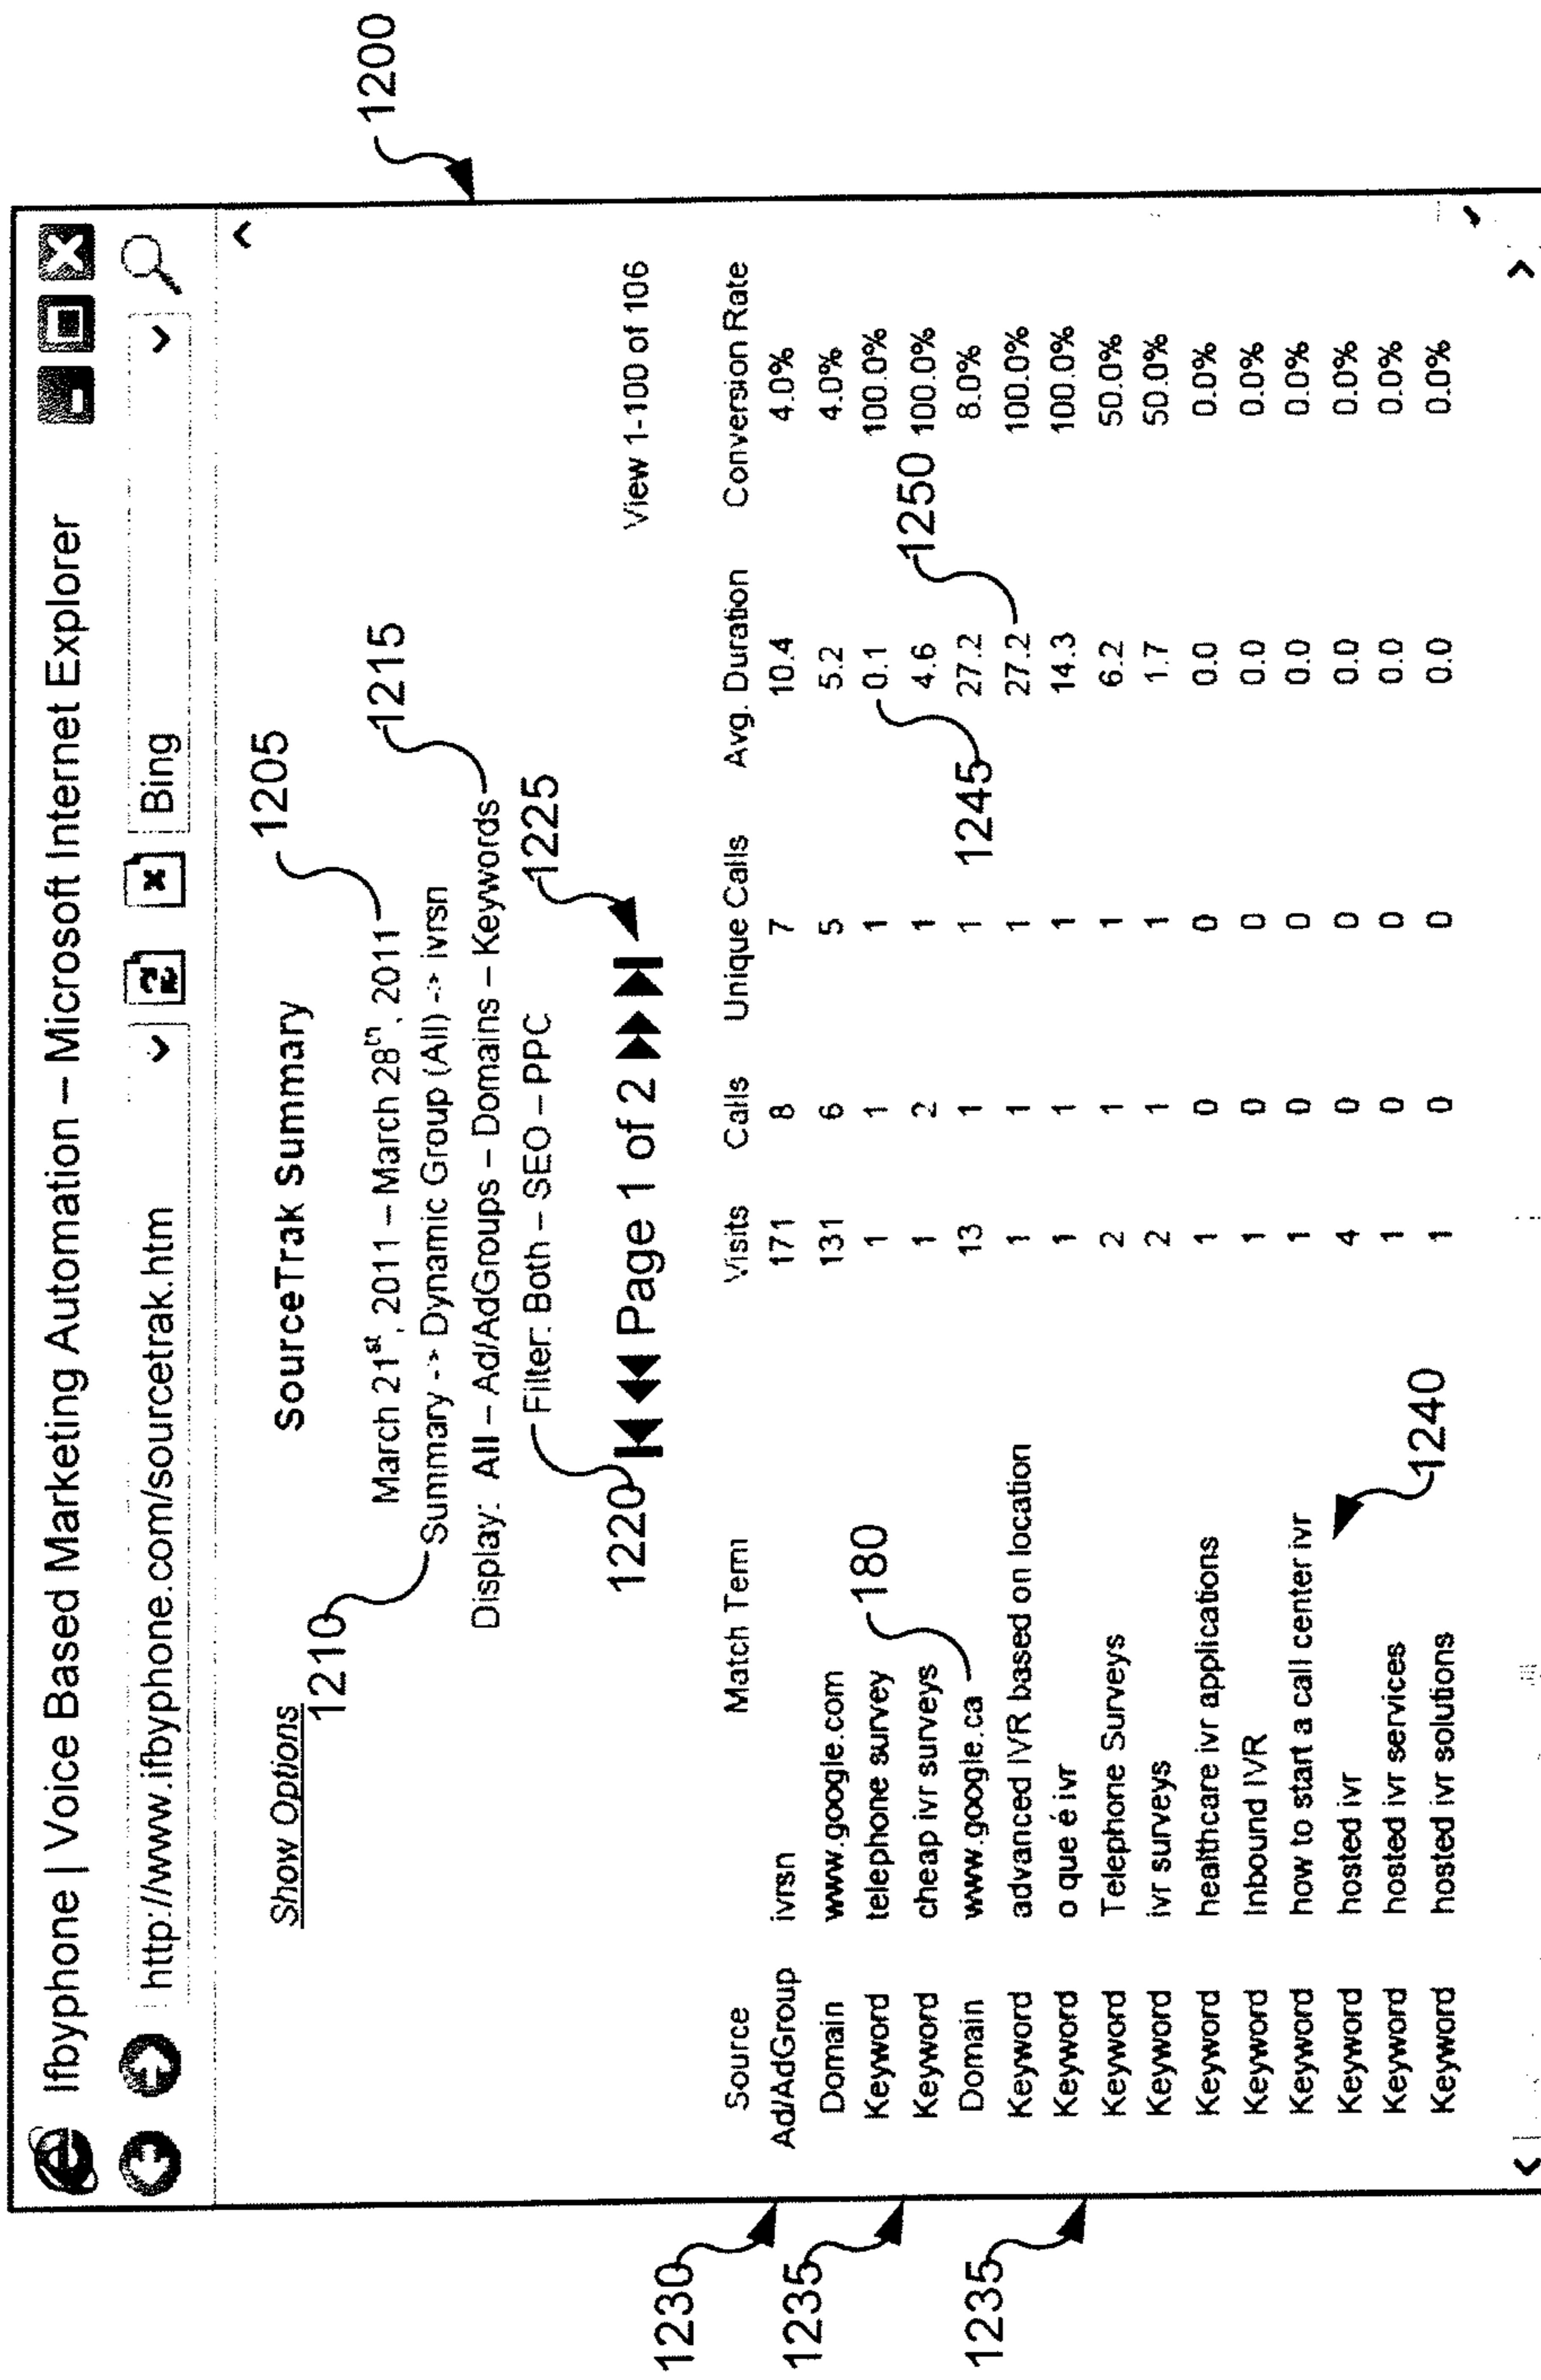 Ifbyphone | Voice Based Marketing Automation – Microsoft Internet Explorer
http://www.ifbyphone.com/sourcetrak.htm Bing
1200
Show Options
SourceTrak Summary
1205
March 21st, 2011 – March 28th, 2011
1210
Summary -> Dynamic Group (All) -> ivrsn
1215
Display: All – Ad/AdGroups – Domains – Keywords
Filter: Both – SEO – PPC
1220
1225
Page 1 of 2
View 1-100 of 106
Source Match Term Visits Calls Unique Calls Avg. Duration Conversion Rate
1230
Ad/AdGroup ivrsn 171 8 7 10.4 4.0%
Domain www.google.com 131 6 5 5.2 4.0%
180
Keyword telephone survey 1 1 1 0.1 100.0%
1235
1250
Keyword cheap ivr surveys 1 2 1 4.6 100.0%
Domain www.google.ca 13 1 1 27.2 8.0%
1245
Keyword advanced IVR based on location 1 1 1 27.2 100.0%
Keyword o que é ivr 1 1 1 14.3 100.0%
1235
Keyword Telephone Surveys 2 1 1 6.2 50.0%
Keyword ivr surveys 2 1 1 1.7 50.0%
Keyword healthcare ivr applications 1 0 0 0.0 0.0%
Keyword Inbound IVR 1 0 0 0.0 0.0%
Keyword how to start a call center ivr 1 0 0 0.0 0.0%
Keyword hosted ivr 4 0 0 0.0 0.0%
Keyword hosted ivr services 1 0 0 0.0 0.0%
1240
Keyword hosted ivr solutions 1 0 0 0.0 0.0%